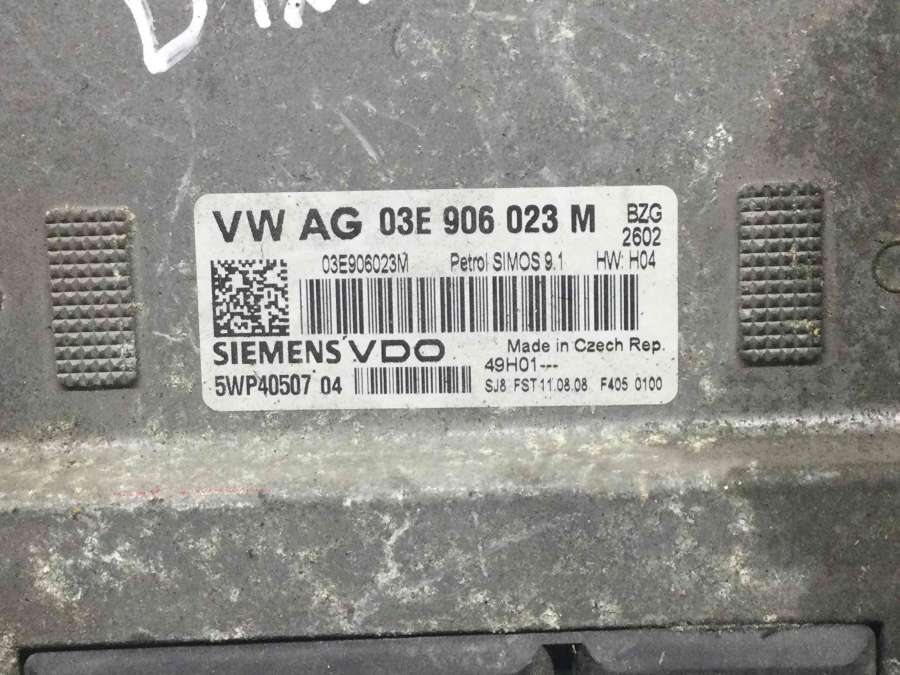 VW AG 03E 906 023 M BZG
2602
03E906023M Petrol SIMOS 9.1 HW: H04
SIEMENS VDO Made in Czech Rep.
49H01---
5WP40507 04 SJ8 FST 11.08.08 F405 0100